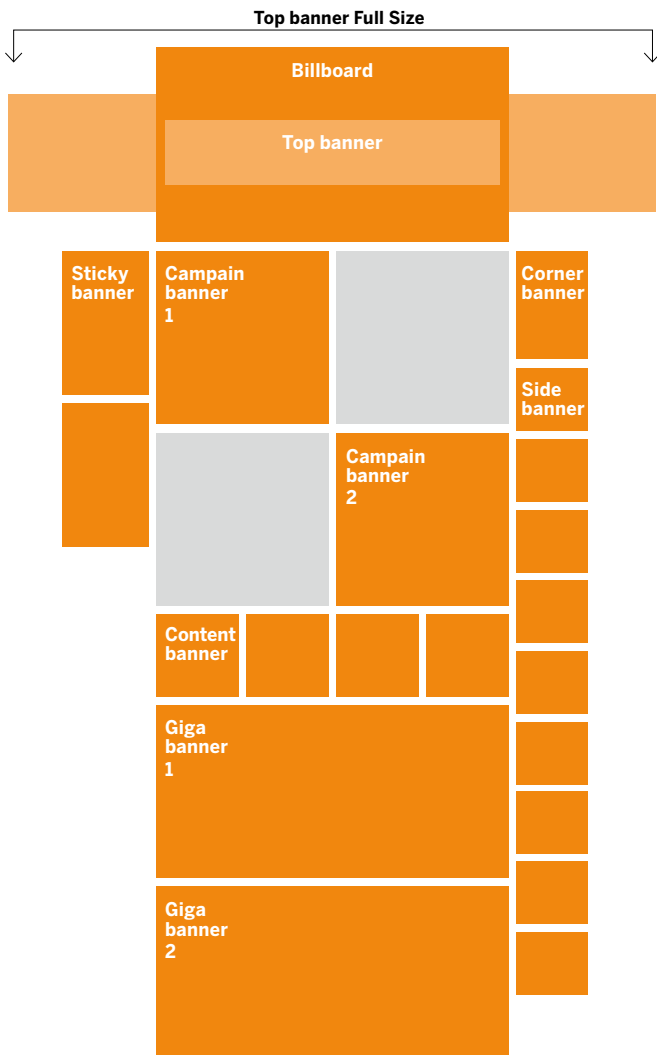 Top banner Full Size
Billboard
Top banner
Sticky
banner
Campain
banner
1
Corner
banner
Side
banner
Campain
banner
2
Content
banner
Giga
banner
1
Giga
banner
2